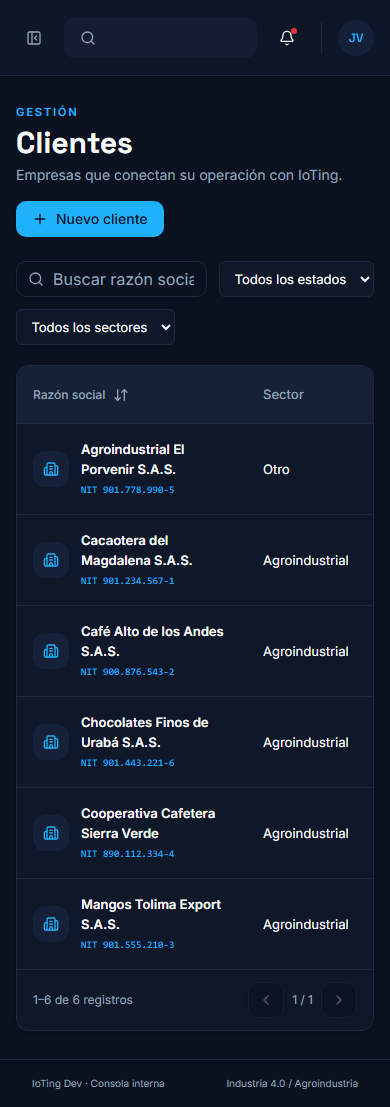 JV
GESTIÓN
Clientes
Empresas que conectan su operación con IoTing.
Nuevo cliente
Buscar razón socia
Todos los estados
Todos los sectores
Razón social
Sector
Agroindustrial El
Porvenir S.A.S.
NIT 901.778.990-5
Otro
Cacaotera del
Magdalena S.A.S.
NIT 901.234.567-1
Agroindustrial
Café Alto de los Andes
S.A.S.
NIT 900.876.543-2
Agroindustrial
Chocolates Finos de
Urabá S.A.S.
NIT 901.443.221-6
Agroindustrial
Cooperativa Cafetera
Sierra Verde
NIT 890.112.334-4
Agroindustrial
Mangos Tolima Export
S.A.S.
NIT 901.555.210-3
Agroindustrial
1–6 de 6 registros
1 / 1
IoTing Dev · Consola interna
Industria 4.0 / Agroindustria